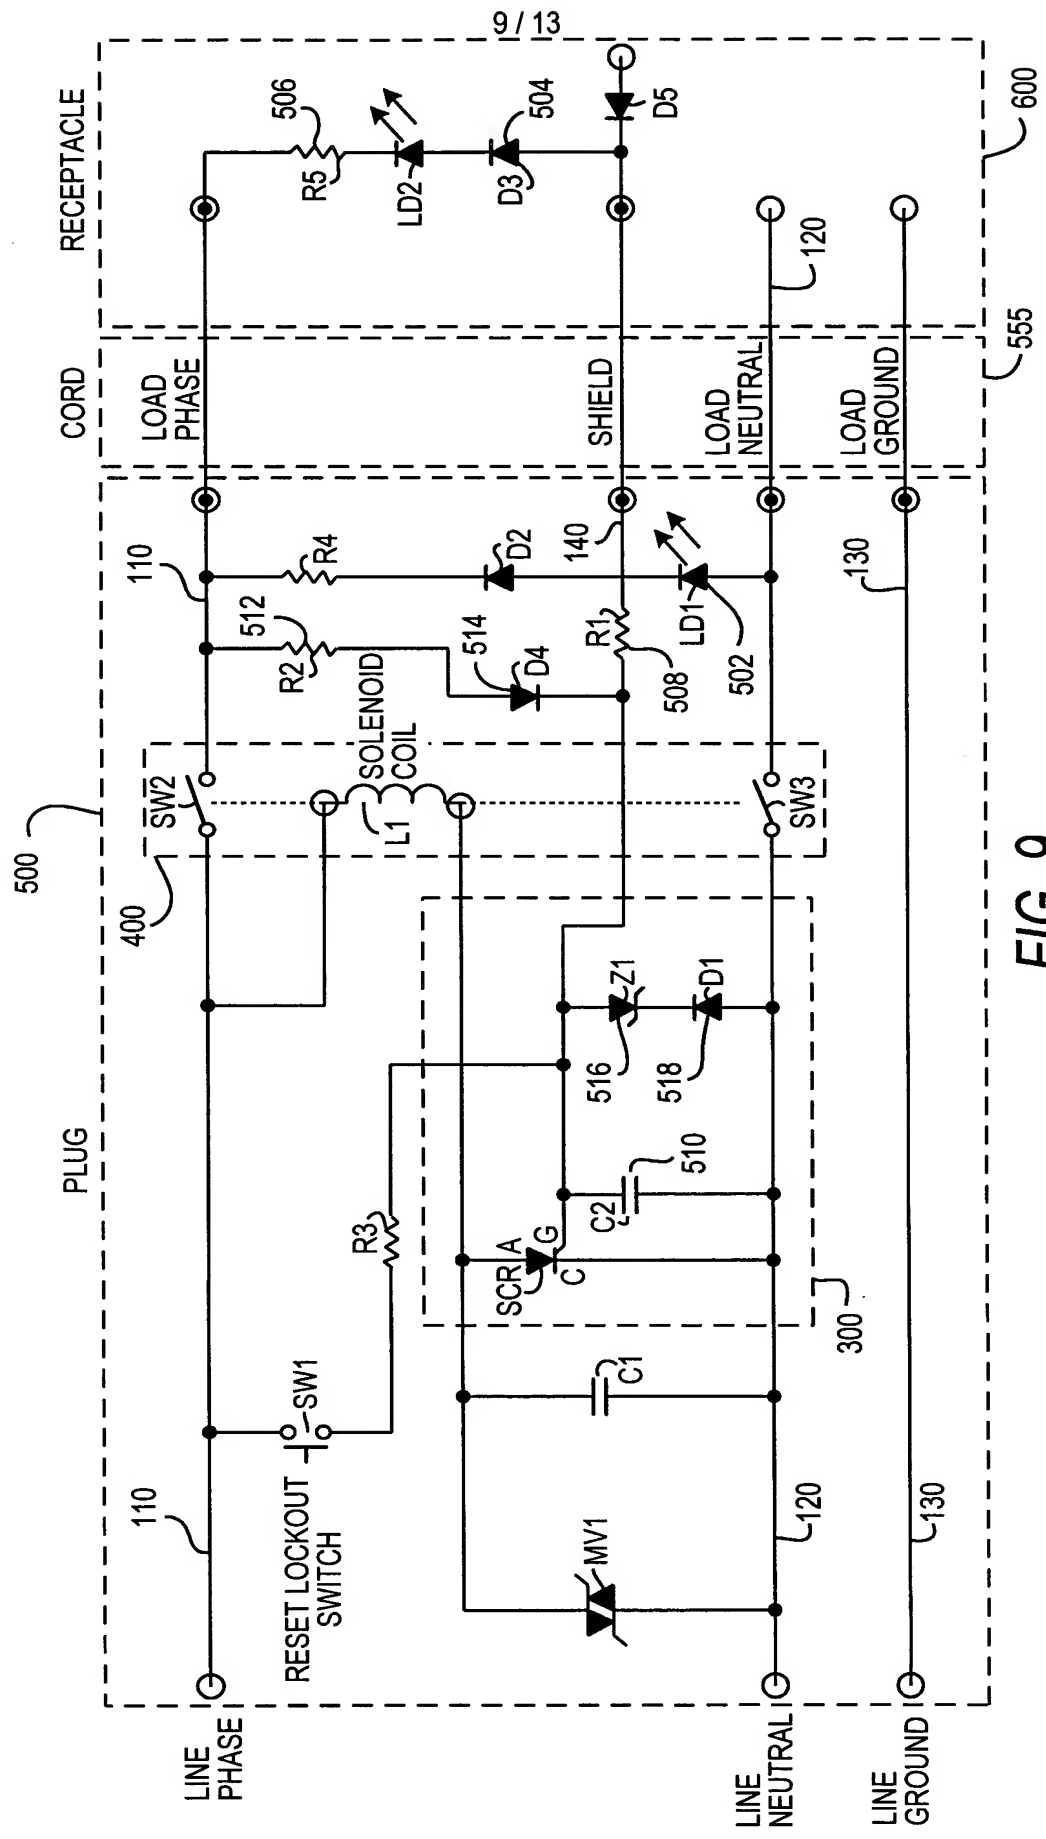 9 / 13
PLUG
500
CORD
RECEPTACLE
LINE
PHASE
110
RESET LOCKOUT
SWITCH
SW1
R3
400
SW2
L1
SOLENOID
COIL
512
R2
110
R4
LOAD
PHASE
506
R5
LD2
504
D3
D5
MV1
C1
SCR
A
G
C
C2
510
516
Z1
518
D1
300
SW3
514
D4
D2
R1
508
140
LD1
502
SHIELD
LOAD
NEUTRAL
120
LINE
NEUTRAL
120
LINE
GROUND
130
130
LOAD
GROUND
555
600
FIG. 9